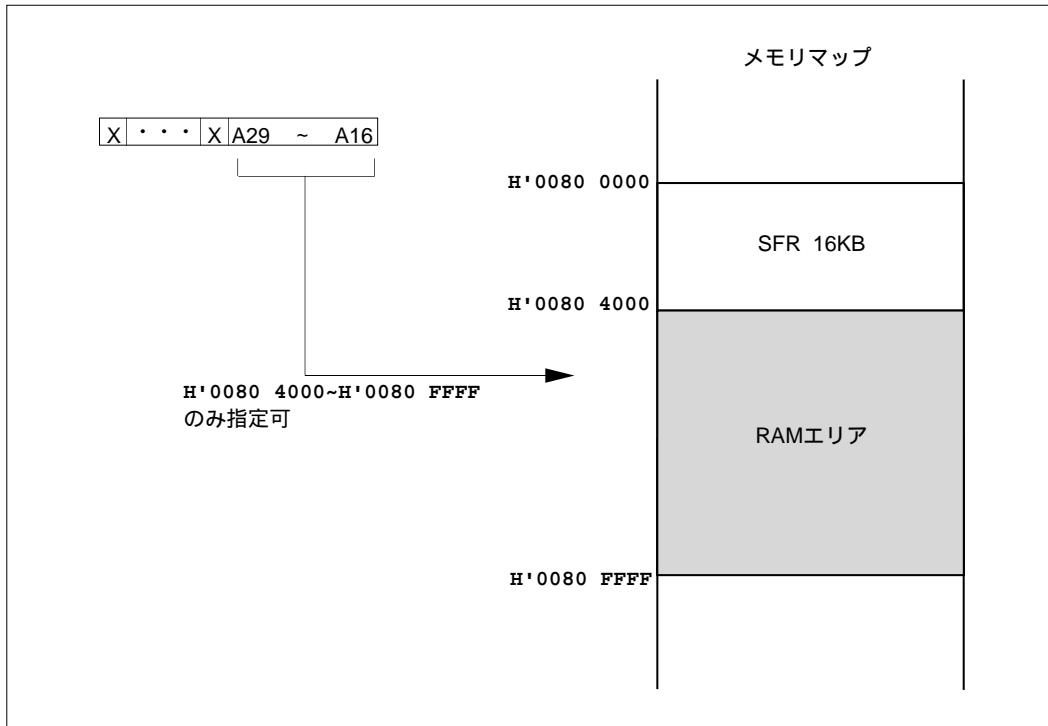 メモリマップ
X ・・・ X A29 ~ A16
H'0080 0000
SFR 16KB
H'0080 4000
H'0080 4000~H'0080 FFFF
のみ指定可
RAMエリア
H'0080 FFFF